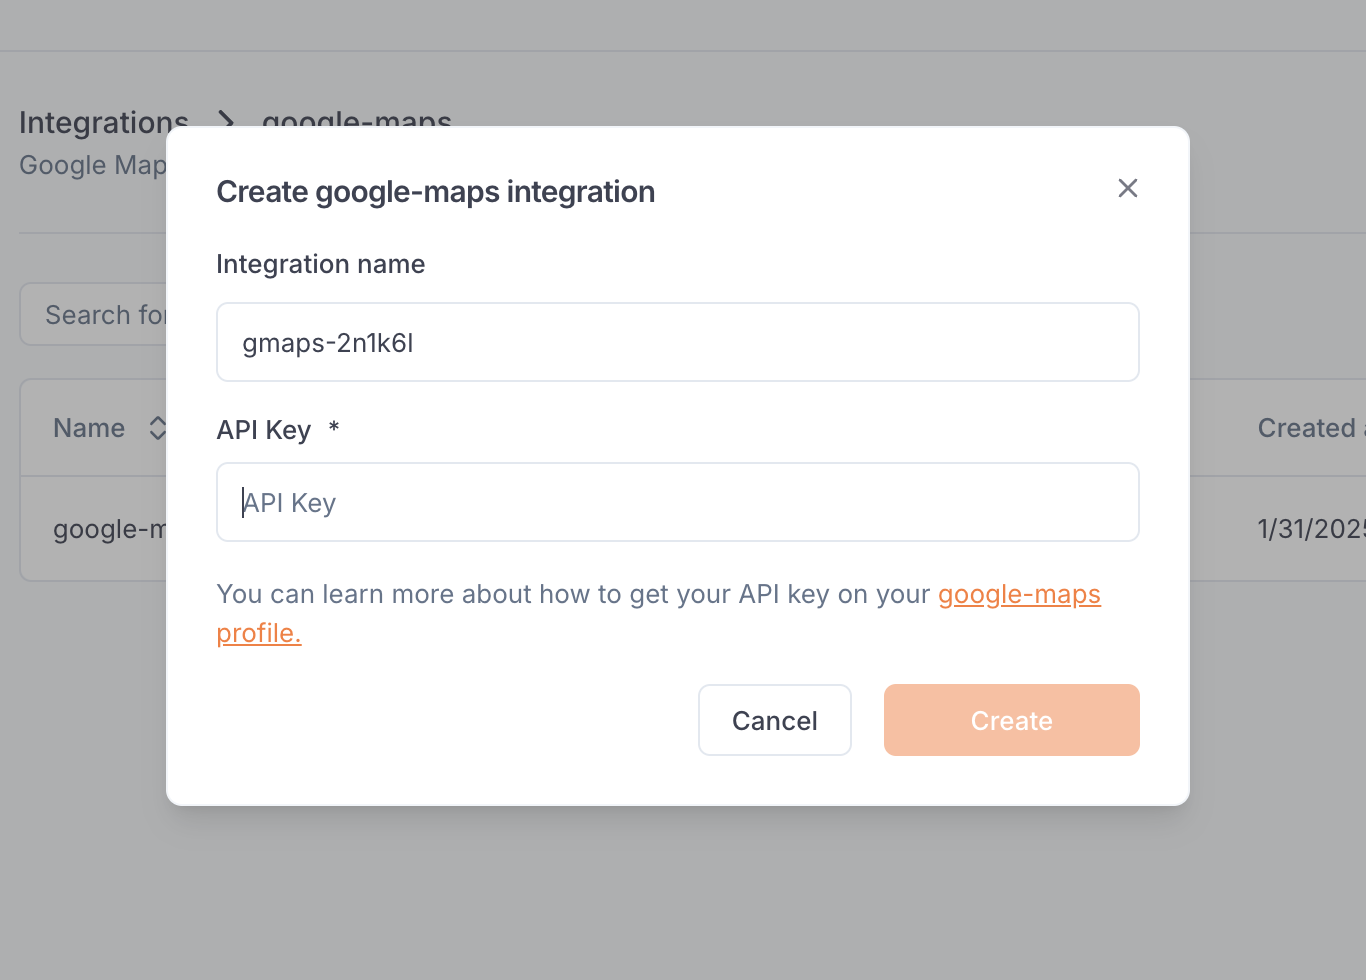 Integrations > google-maps
Google Map
Create google-maps integration
Integration name
Search for
gmaps-2n1k6l
Name
API Key *
Created
API Key
google-m
1/31/2025
You can learn more about how to get your API key on your google-maps
profile.
Cancel
Create